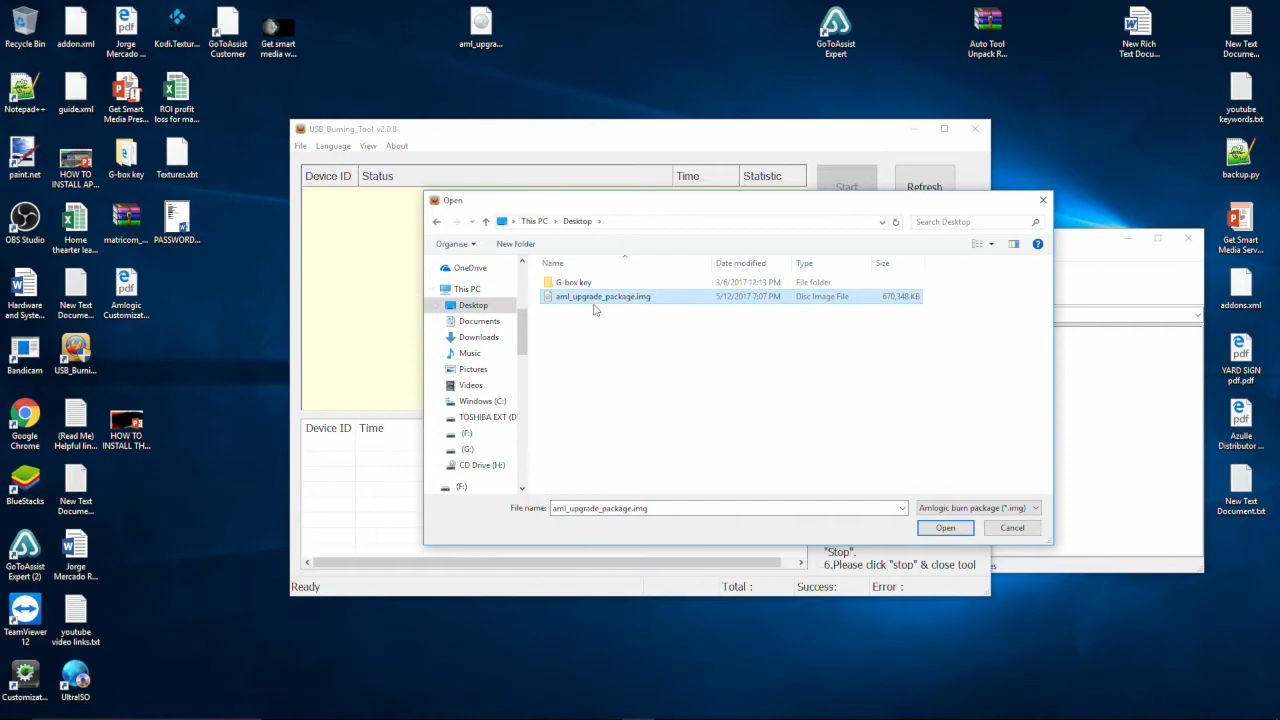 Recycle Bin
addon.xml
Jorge Mercado ...
Kodi.Textur...
GoToAssist Customer
Get smart media w...
aml_upgra...
GoToAssist Expert
Auto Tool Unpack R...
New Rich Text Docu...
New Text Docume...
Notepad++
guide.xml
Get Smart Media Pres...
ROI profit loss for ma...
youtube keywords.txt
paint.net
HOW TO INSTALL AP...
G-box key
Textures.xbt
backup.py
OBS Studio
Home thearter lea...
matricom_...
PASSWORD...
Get Smart Media Serv...
Hardware and Syste...
New Text Docume...
Amlogic Customizat...
addons.xml
Bandicam
USB_Burni...
YARD SIGN pdf.pdf
Google Chrome
(Read Me) Helpful lin...
HOW TO INSTALL TH...
Azulle Distributor ...
BlueStacks
New Text Docume...
New Text Document.txt
GoToAssist Expert (2)
Jorge Mercado R...
TeamViewer 12
youtube video links.txt
Customizat...
UltraISO
USB_Burning_Tool_v2.0.8
File Language View About
Device ID Status Time Statistic
Start Refresh
Open
This PC Desktop
Search Desktop
Organise New folder
Name Date modified Type Size
OneDrive
This PC
Desktop
Documents
Downloads
Music
Pictures
Videos
Windows (C:)
TOSHIBA EXT (D
(F:)
(G:)
CD Drive (H:)
(F:)
G-box key 3/6/2017 12:13 PM File folder
aml_upgrade_package.img 5/12/2017 7:07 PM Disc Image File 670,348 KB
File name: aml_upgrade_package.img
Amlogic burn package (*.img)
Open Cancel
Device ID Time
"Stop".
6.Please click "stop" & close tool
Ready Total : Success: Error :